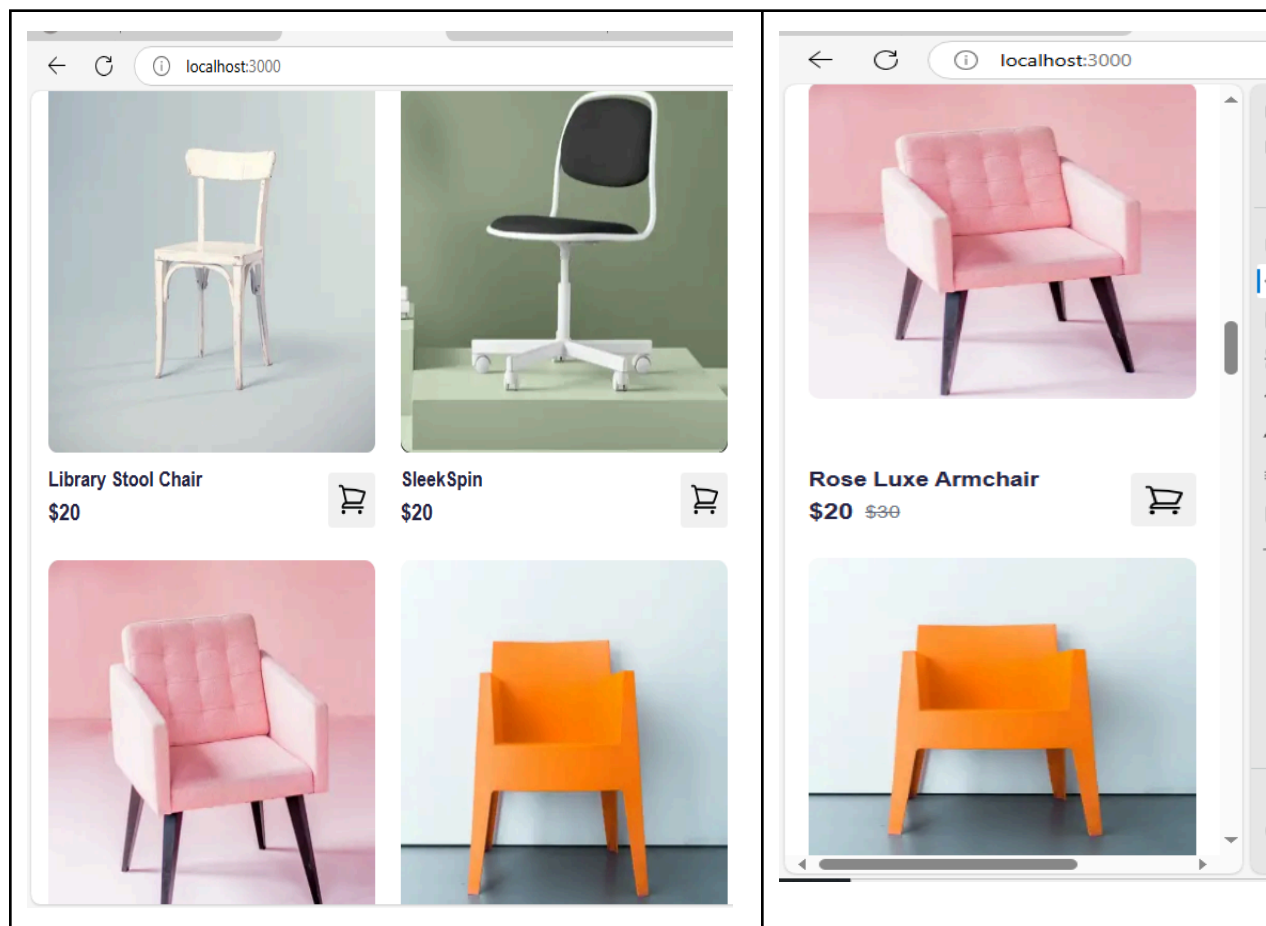 localhost:3000
Library Stool Chair
$20
SleekSpin
$20
localhost:3000
Rose Luxe Armchair
$20 $30